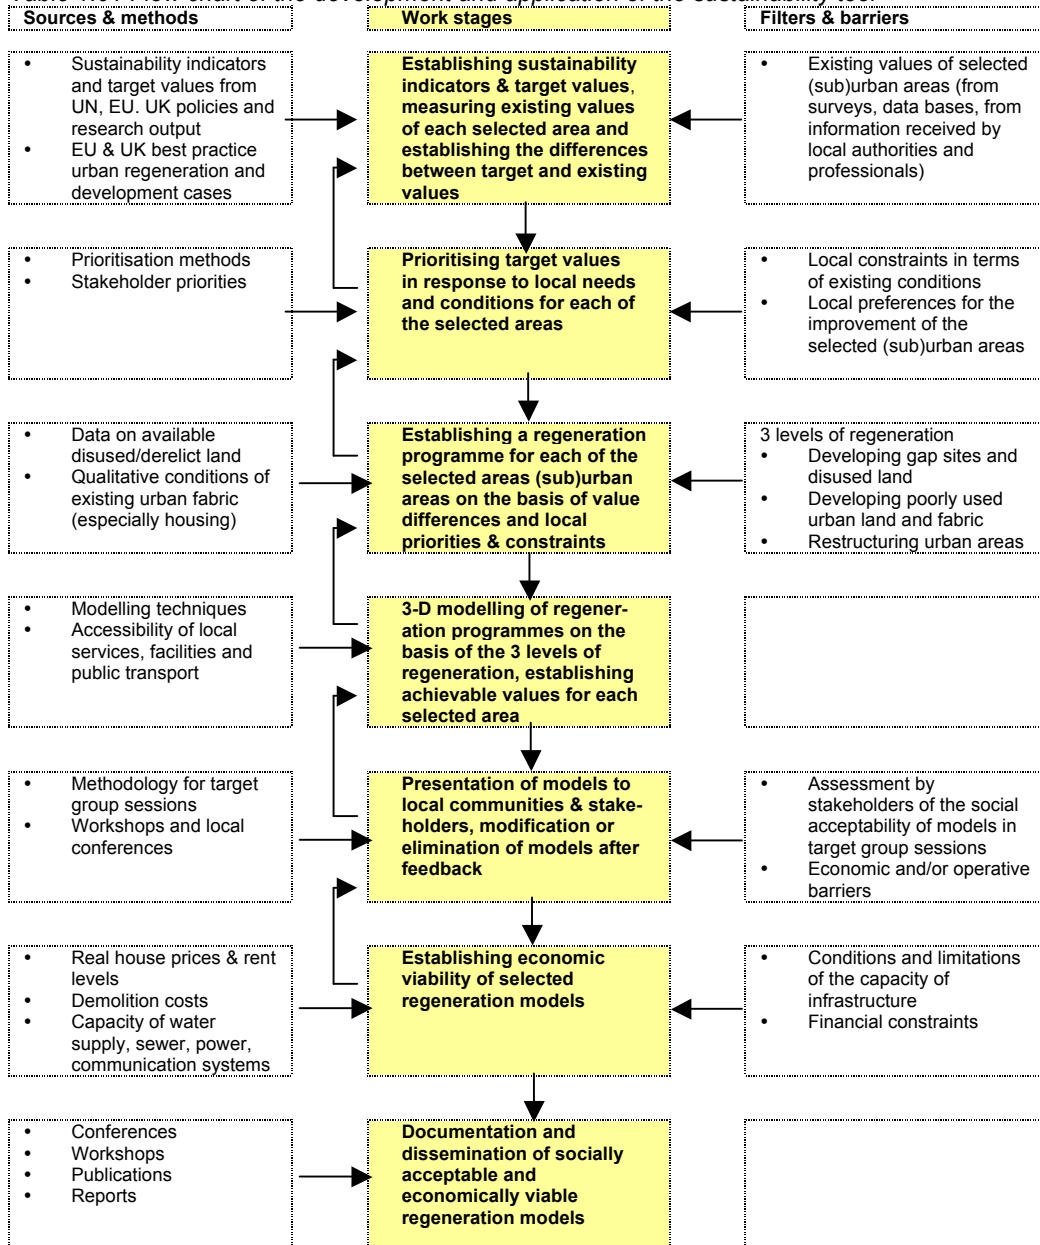 Table 1.01 Flow chart of the development and application of the sustainability tool
Sources & methods
Work stages
Filters & barriers
• Sustainability indicators
and target values from
UN, EU. UK policies and
research output
• EU & UK best practice
urban regeneration and
development cases
Establishing sustainability
indicators & target values,
measuring existing values
of each selected area and
establishing the differences
between target and existing
values
• Existing values of selected
(sub)urban areas (from
surveys, data bases, from
information received by
local authorities and
professionals)
• Prioritisation methods
• Stakeholder priorities
Prioritising target values
in response to local needs
and conditions for each of
the selected areas
• Local constraints in terms
of existing conditions
• Local preferences for the
improvement of the
selected (sub)urban areas
• Data on available
disused/derelict land
• Qualitative conditions of
existing urban fabric
(especially housing)
Establishing a regeneration
programme for each of the
selected areas (sub)urban
areas on the basis of value
differences and local
priorities & constraints
3 levels of regeneration
• Developing gap sites and
disused land
• Developing poorly used
urban land and fabric
• Restructuring urban areas
• Modelling techniques
• Accessibility of local
services, facilities and
public transport
3-D modelling of regener-
ation programmes on the
basis of the 3 levels of
regeneration, establishing
achievable values for each
selected area
• Methodology for target
group sessions
• Workshops and local
conferences
Presentation of models to
local communities & stake-
holders, modification or
elimination of models after
feedback
• Assessment by
stakeholders of the social
acceptability of models in
target group sessions
• Economic and/or operative
barriers
• Real house prices & rent
levels
• Demolition costs
• Capacity of water
supply, sewer, power,
communication systems
Establishing economic
viability of selected
regeneration models
• Conditions and limitations
of the capacity of
infrastructure
• Financial constraints
• Conferences
• Workshops
• Publications
• Reports
Documentation and
dissemination of socially
acceptable and
economically viable
regeneration models